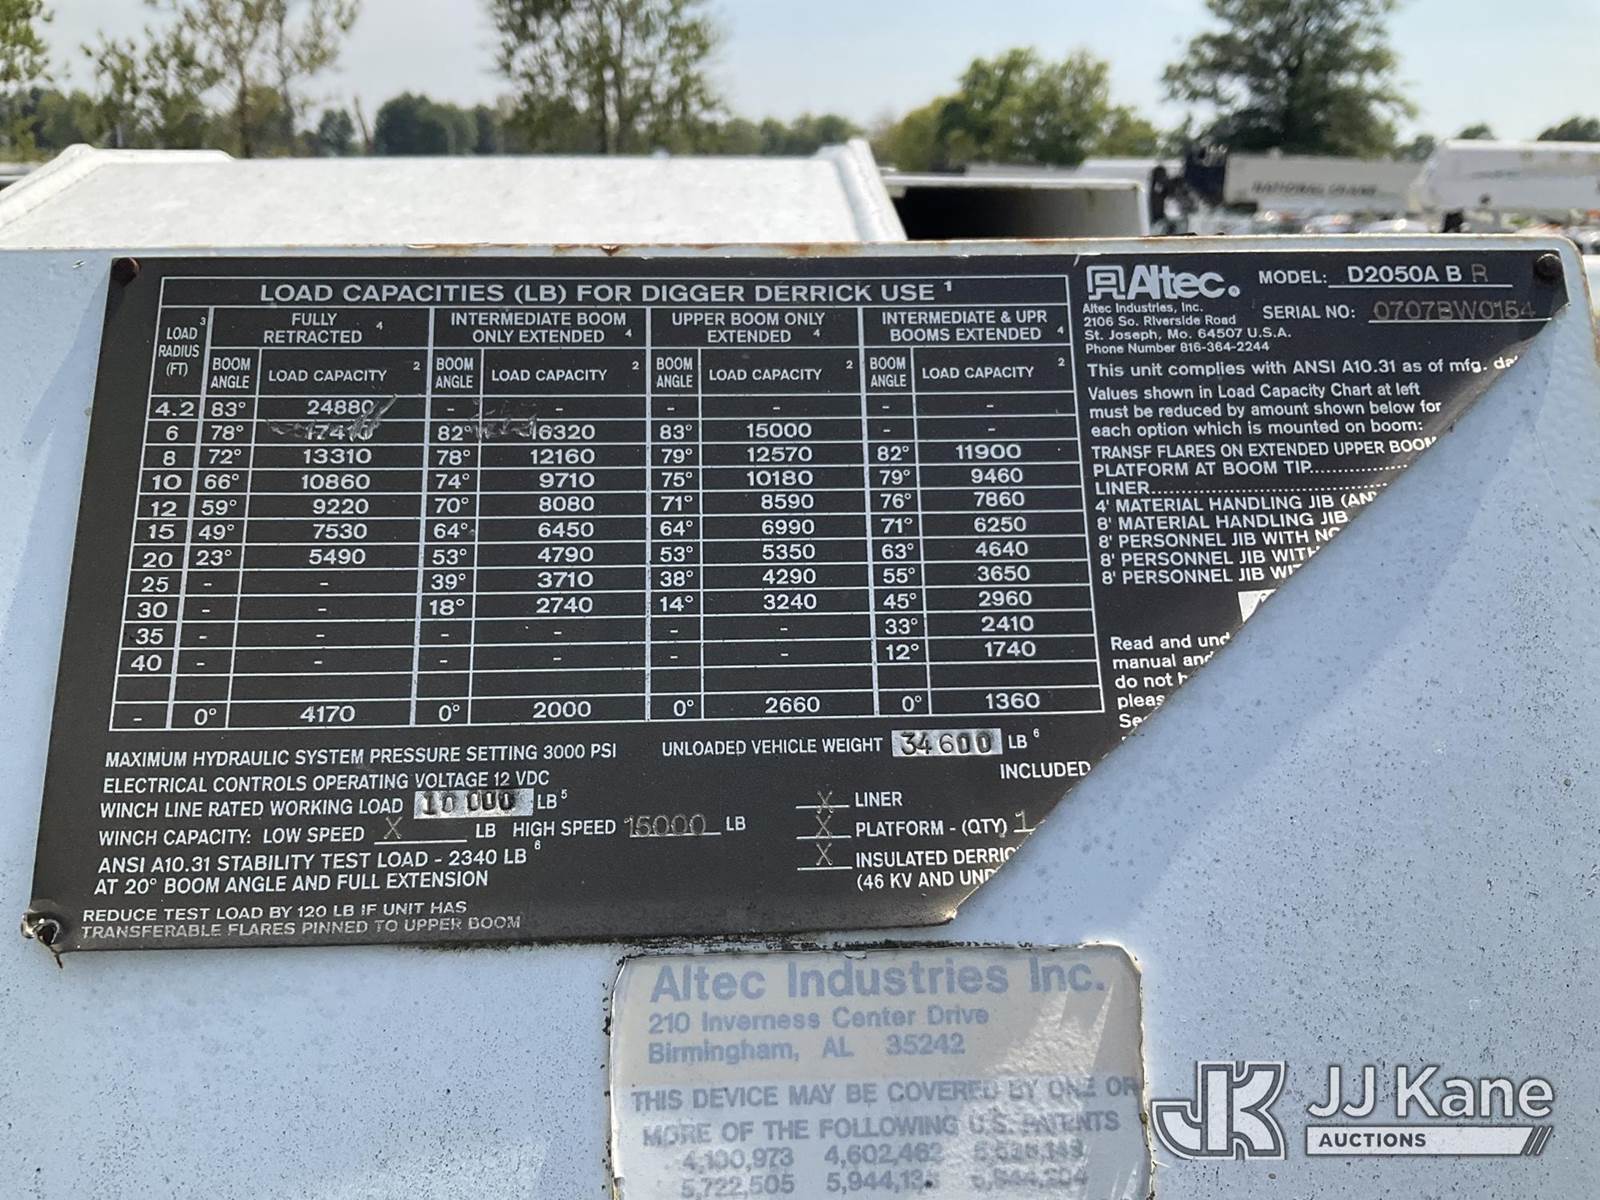 NATIONAL CRANE
LOAD CAPACITIES (LB) FOR DIGGER DERRICK USE 1
LOAD 3 RADIUS (FT)
FULLY RETRACTED 4
INTERMEDIATE BOOM ONLY EXTENDED 4
UPPER BOOM ONLY EXTENDED 4
INTERMEDIATE & UPR BOOMS EXTENDED 4
BOOM ANGLE LOAD CAPACITY 2 BOOM ANGLE LOAD CAPACITY 2 BOOM ANGLE LOAD CAPACITY 2 BOOM ANGLE LOAD CAPACITY 2
4.2 83° 24880 - - - - - -
6 78° 17410 82° 16320 83° 15000 - -
8 72° 13310 78° 12160 79° 12570 82° 11900
10 66° 10860 74° 9710 75° 10180 79° 9460
12 59° 9220 70° 8080 71° 8590 76° 7860
15 49° 7530 64° 6450 64° 6990 71° 6250
20 23° 5490 53° 4790 53° 5350 63° 4640
25 - - 39° 3710 38° 4290 55° 3650
30 - - 18° 2740 14° 3240 45° 2960
35 - - - - - - 33° 2410
40 - - - - - - 12° 1740
- 0° 4170 0° 2000 0° 2660 0° 1360
MAXIMUM HYDRAULIC SYSTEM PRESSURE SETTING 3000 PSI
ELECTRICAL CONTROLS OPERATING VOLTAGE 12 VDC
WINCH LINE RATED WORKING LOAD 10000 LB 5
WINCH CAPACITY: LOW SPEED X LB HIGH SPEED 15000 LB
ANSI A10.31 STABILITY TEST LOAD - 2340 LB 6
AT 20° BOOM ANGLE AND FULL EXTENSION
REDUCE TEST LOAD BY 120 LB IF UNIT HAS
TRANSFERABLE FLARES PINNED TO UPPER BOOM
UNLOADED VEHICLE WEIGHT 34600 LB 6
INCLUDED
X LINER
X PLATFORM - (QTY) 1
X INSULATED DERRIC
(46 KV AND UND
Altec.
Altec Industries, Inc.
2106 So. Riverside Road
St. Joseph, Mo. 64507 U.S.A.
Phone Number 816-364-2244
MODEL: D2050A B R
SERIAL NO: 0707BW0154
This unit complies with ANSI A10.31 as of mfg. da
Values shown in Load Capacity Chart at left
must be reduced by amount shown below for
each option which is mounted on boom:
TRANSF FLARES ON EXTENDED UPPER BOOM
PLATFORM AT BOOM TIP
LINER
4' MATERIAL HANDLING JIB (AN
8' MATERIAL HANDLING JIB
8' PERSONNEL JIB WITH NO
8' PERSONNEL JIB WITH
8' PERSONNEL JIB WIT
Read and und
manual and
do not h
pleas
Se
Altec Industries Inc.
210 Inverness Center Drive
Birmingham, AL 35242
THIS DEVICE MAY BE COVERED BY ONE OR
MORE OF THE FOLLOWING U.S. PATENTS
4,100,973 4,602,462
5,722,505
JK JJ Kane
AUCTIONS